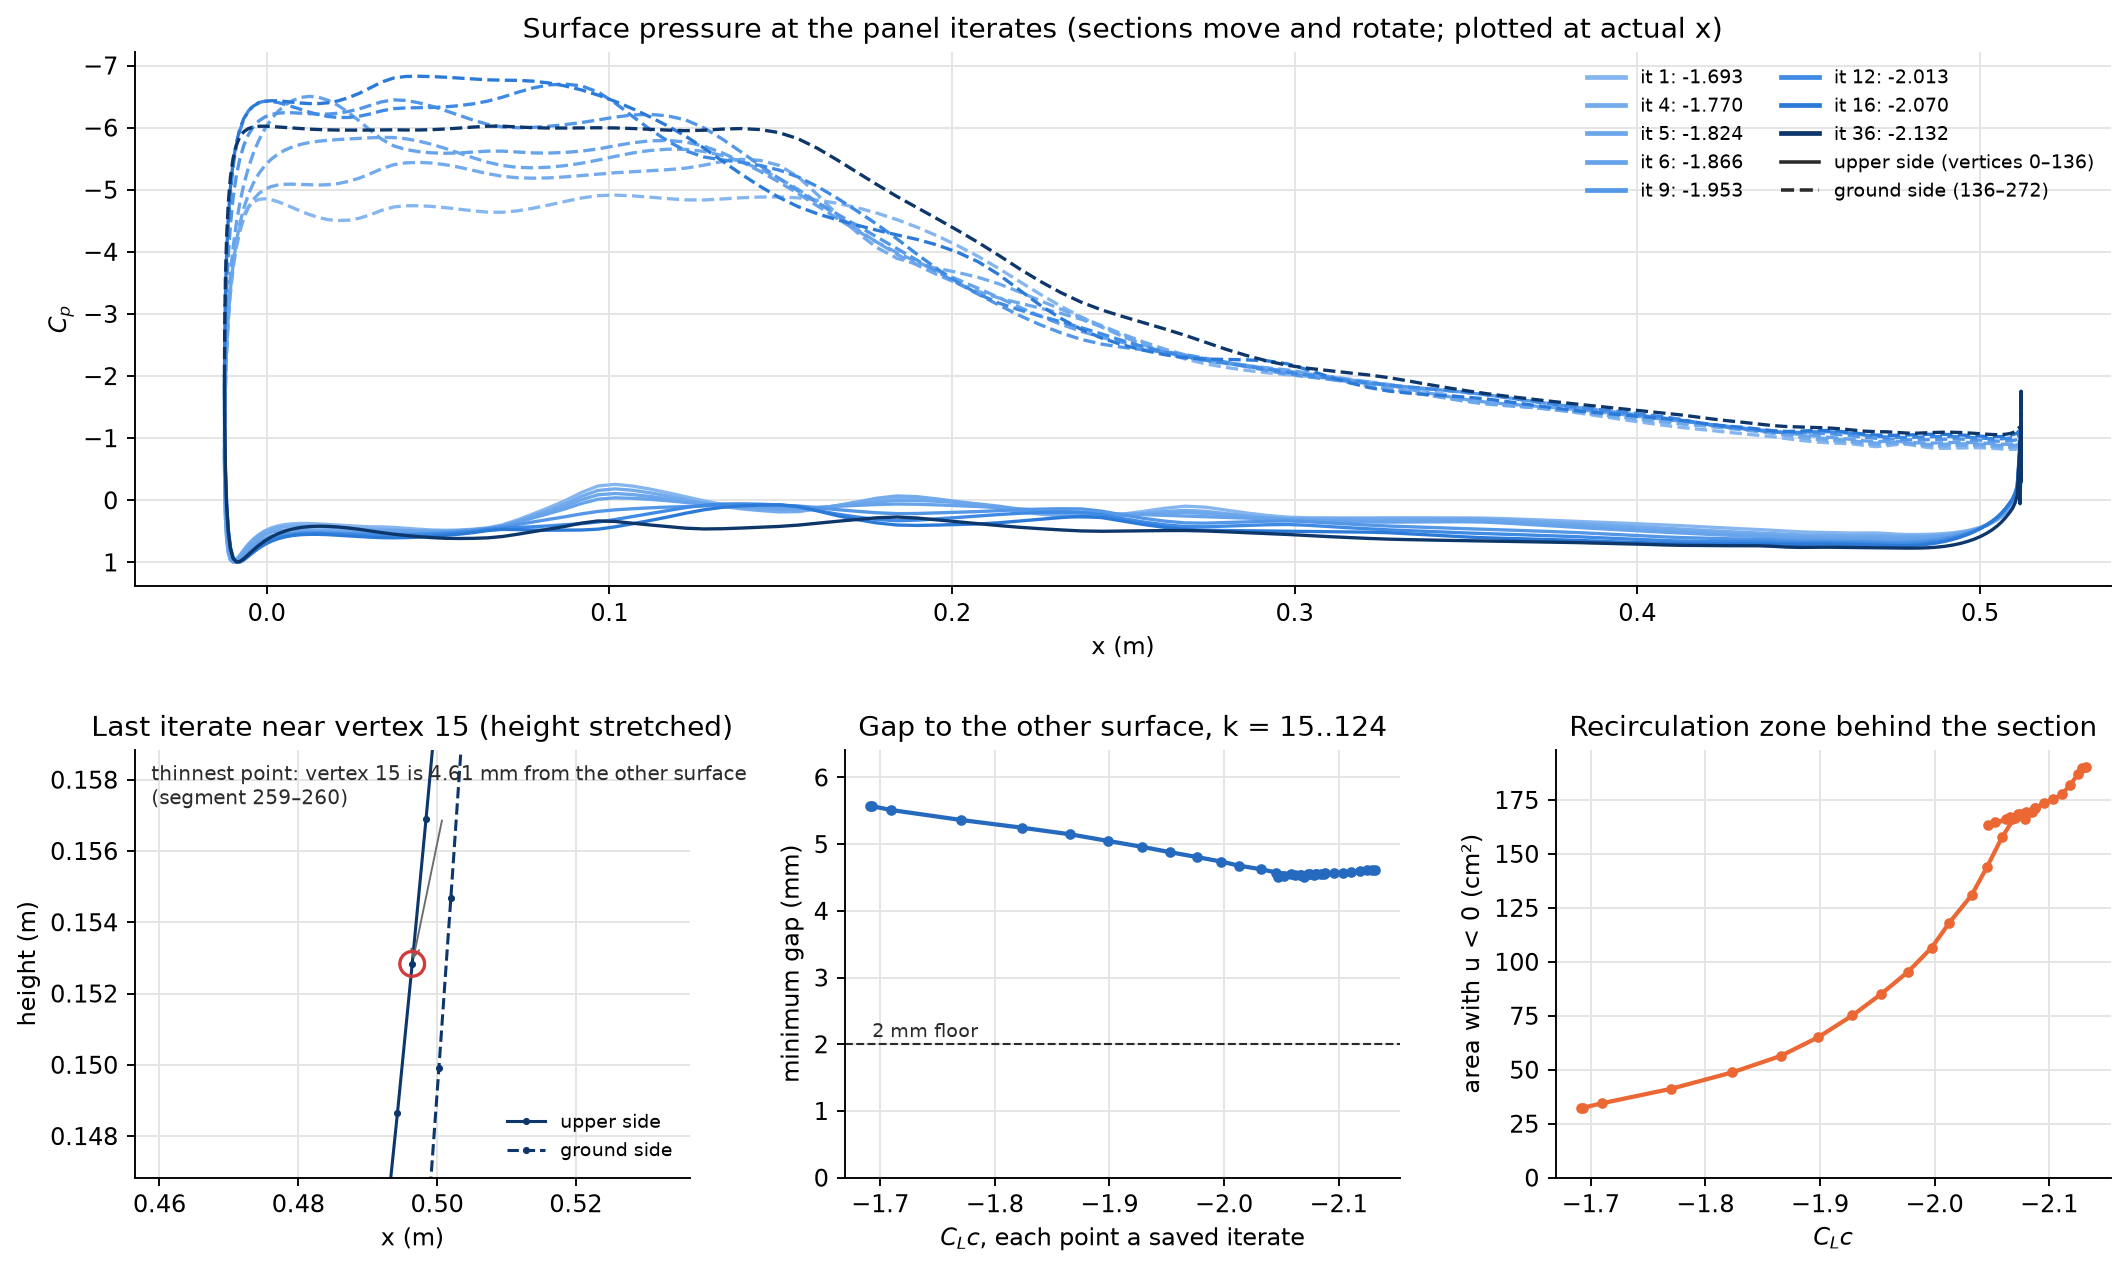 Surface pressure at the panel iterates (sections move and rotate; plotted at actual x)
−7
−6
−5
−4
−3
−2
−1
0
1
Cp
0.0
0.1
0.2
0.3
0.4
0.5
x (m)
it 1: -1.693
it 4: -1.770
it 5: -1.824
it 6: -1.866
it 9: -1.953
it 12: -2.013
it 16: -2.070
it 36: -2.132
upper side (vertices 0–136)
ground side (136–272)
Last iterate near vertex 15 (height stretched)
thinnest point: vertex 15 is 4.61 mm from the other surface
(segment 259–260)
0.158
0.156
0.154
0.152
0.150
0.148
height (m)
upper side
ground side
0.46
0.48
0.50
0.52
x (m)
Gap to the other surface, k = 15..124
6
5
4
3
2
1
0
minimum gap (mm)
2 mm floor
−1.7
−1.8
−1.9
−2.0
−2.1
CLc, each point a saved iterate
Recirculation zone behind the section
175
150
125
100
75
50
25
0
area with u < 0 (cm²)
−1.7
−1.8
−1.9
−2.0
−2.1
CLc